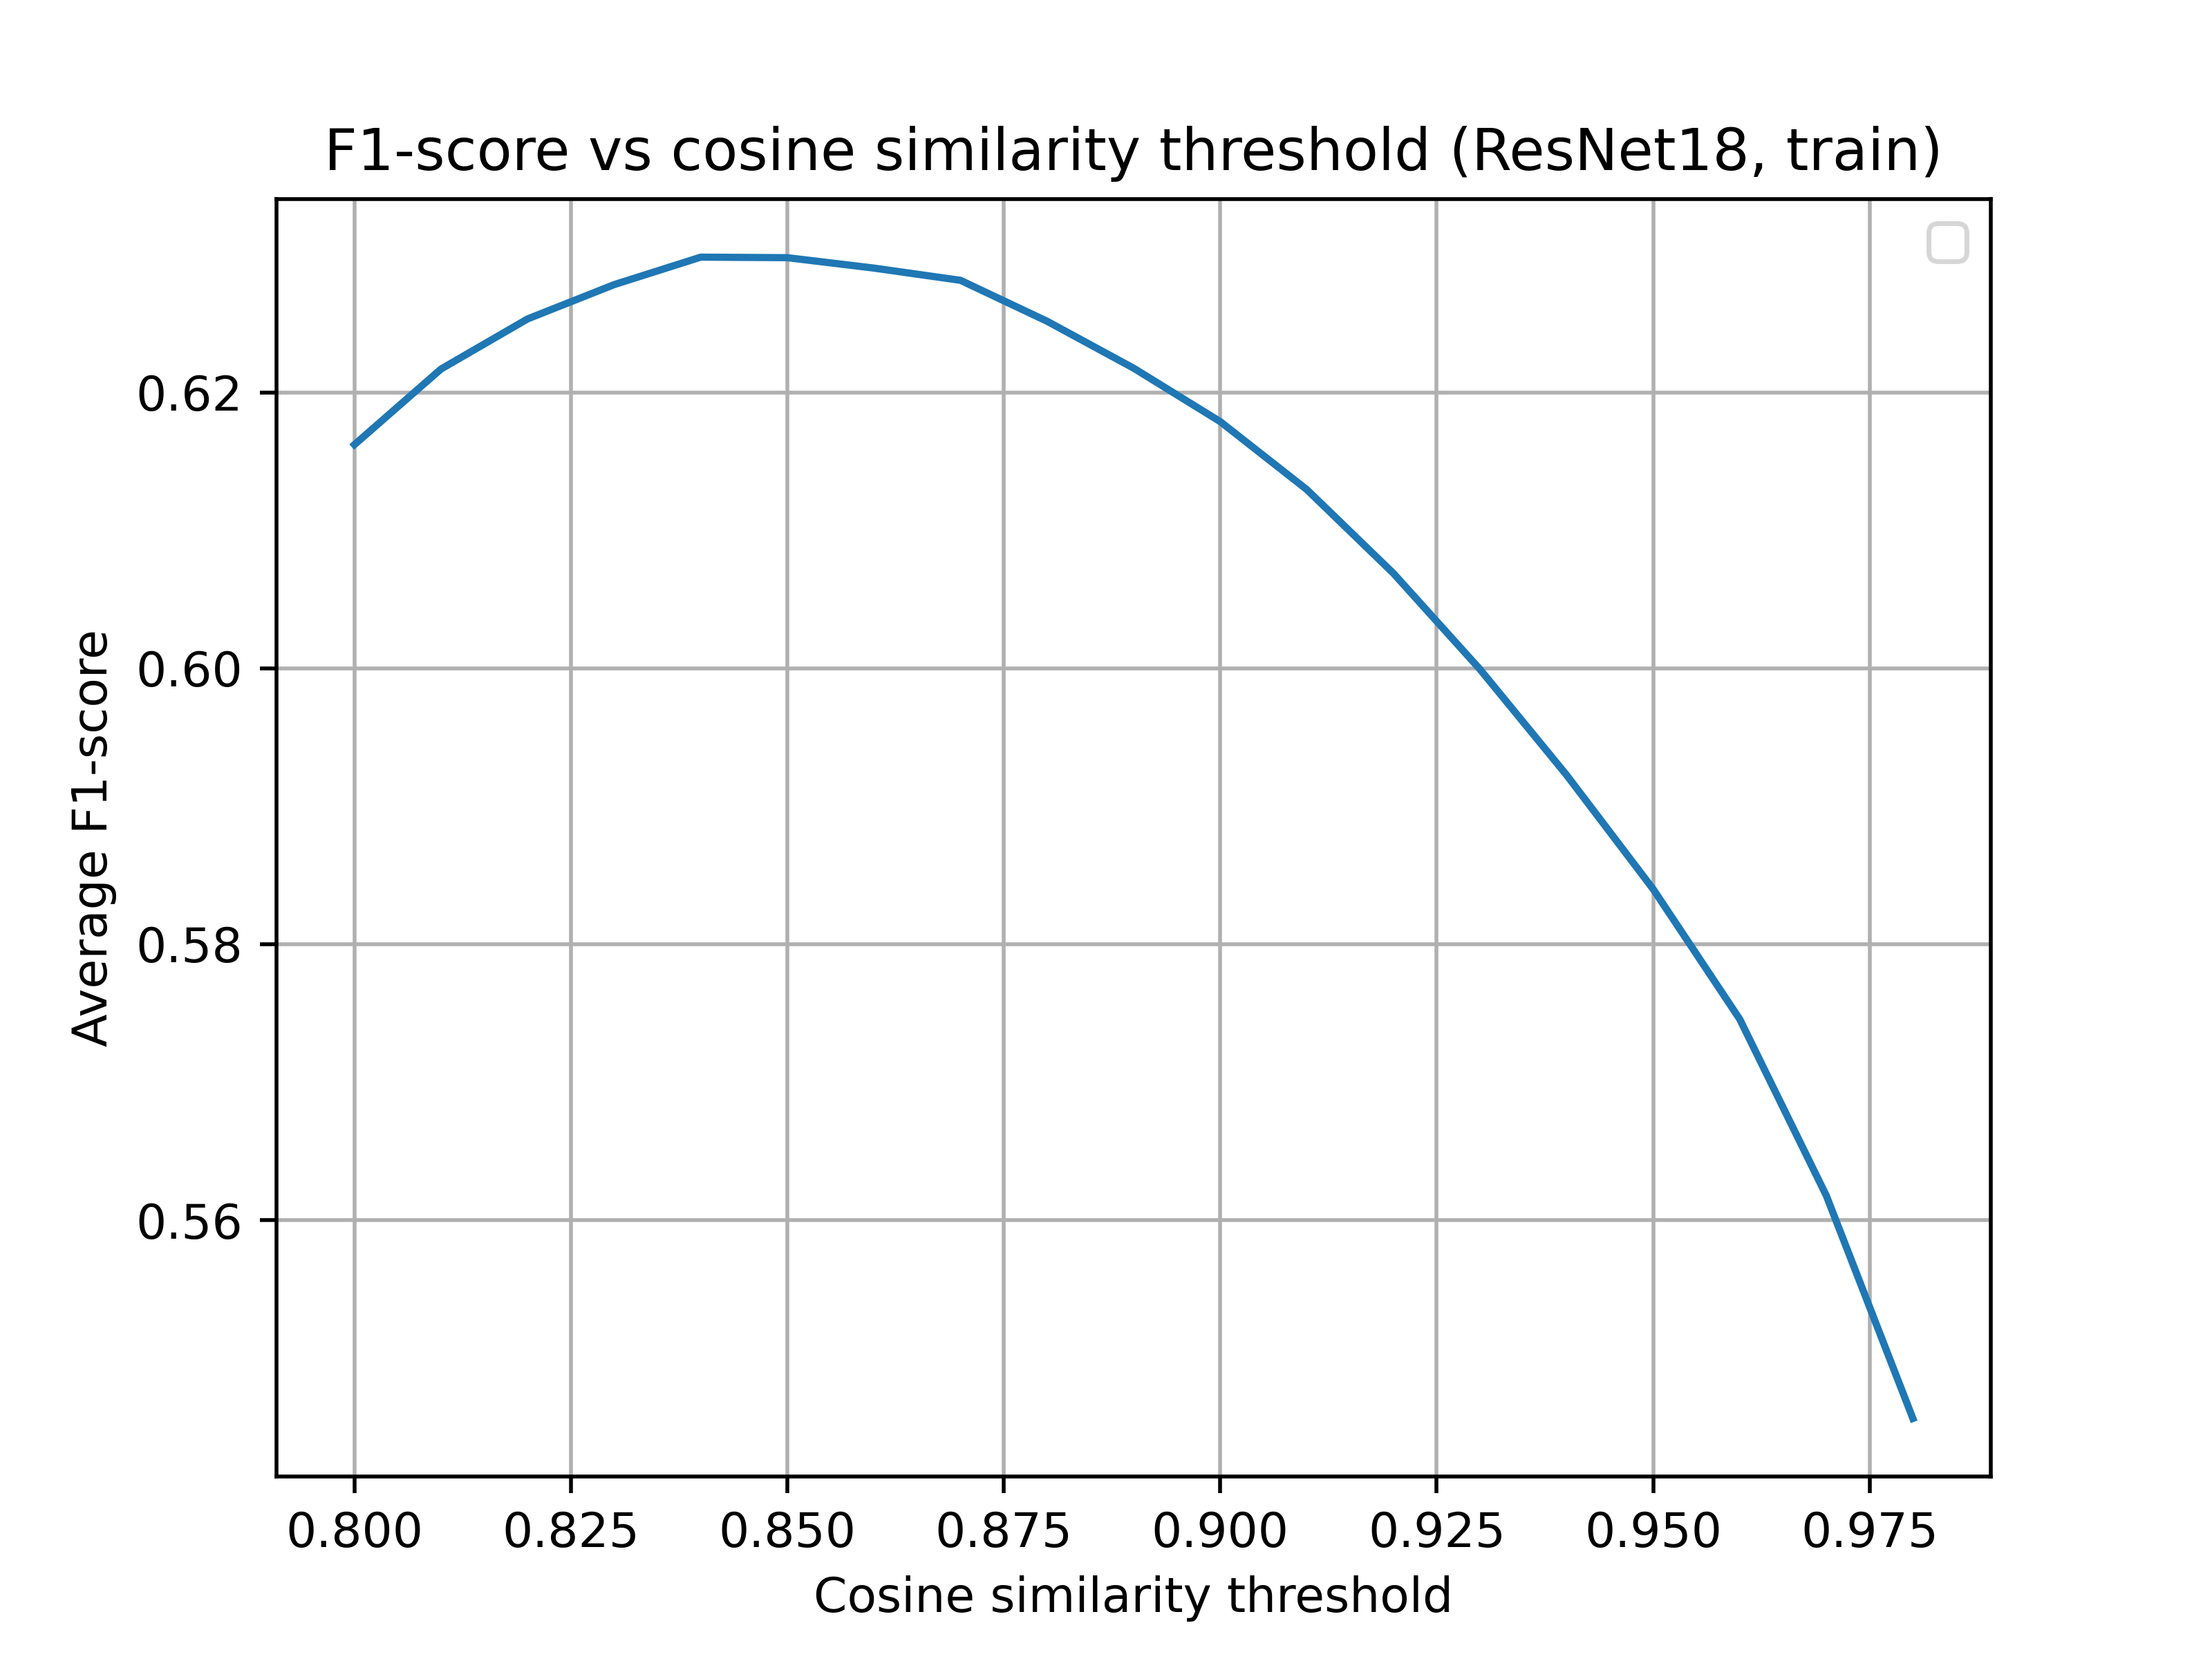 F1-score vs cosine similarity threshold (ResNet18, train)
Average F1-score
0.62
0.60
0.58
0.56
0.800 0.825 0.850 0.875 0.900 0.925 0.950 0.975
Cosine similarity threshold